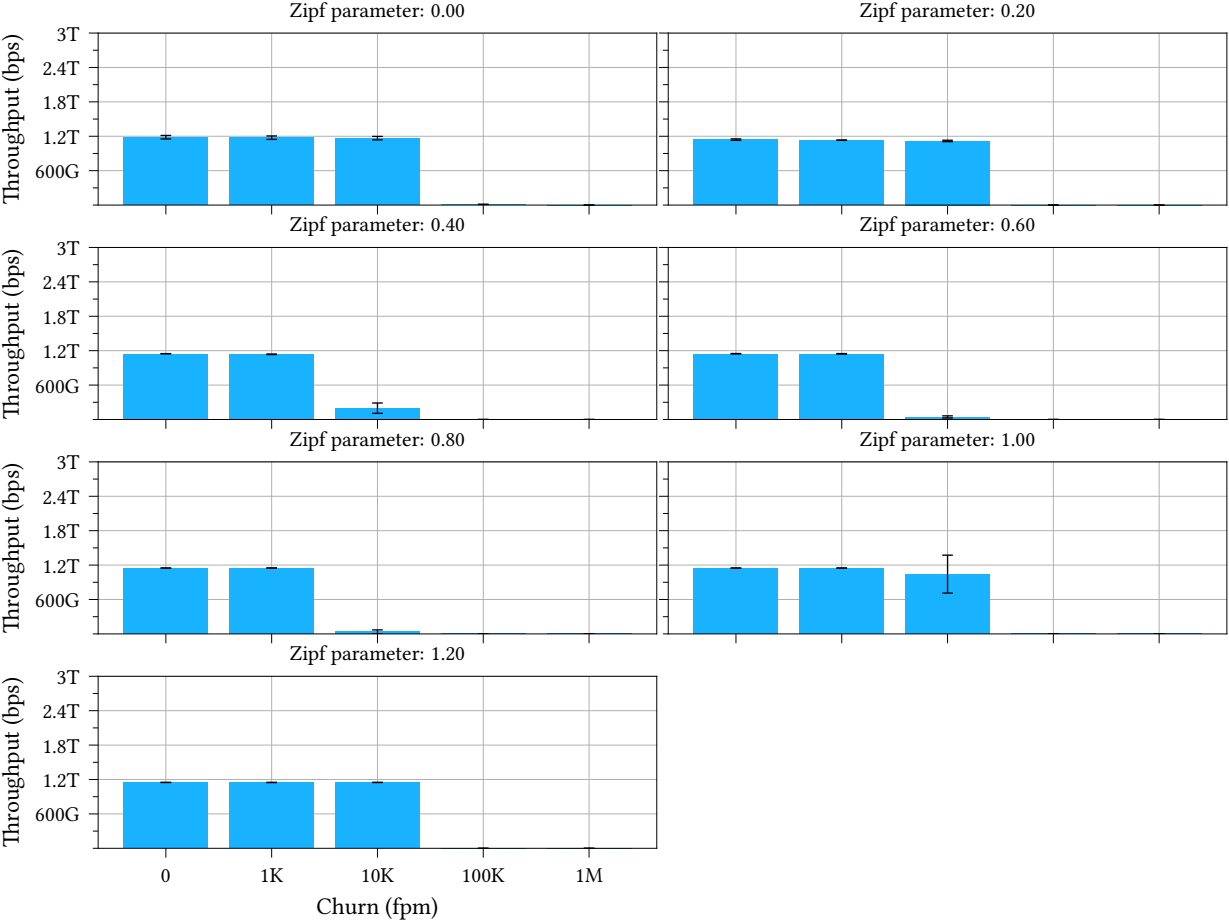 Zipf parameter: 0.00
Zipf parameter: 0.20
Throughput (bps)
3T
2.4T
1.8T
1.2T
600G
Zipf parameter: 0.40
Zipf parameter: 0.60
Throughput (bps)
3T
2.4T
1.8T
1.2T
600G
Zipf parameter: 0.80
Zipf parameter: 1.00
Throughput (bps)
3T
2.4T
1.8T
1.2T
600G
Zipf parameter: 1.20
Throughput (bps)
3T
2.4T
1.8T
1.2T
600G
0 1K 10K 100K 1M
Churn (fpm)